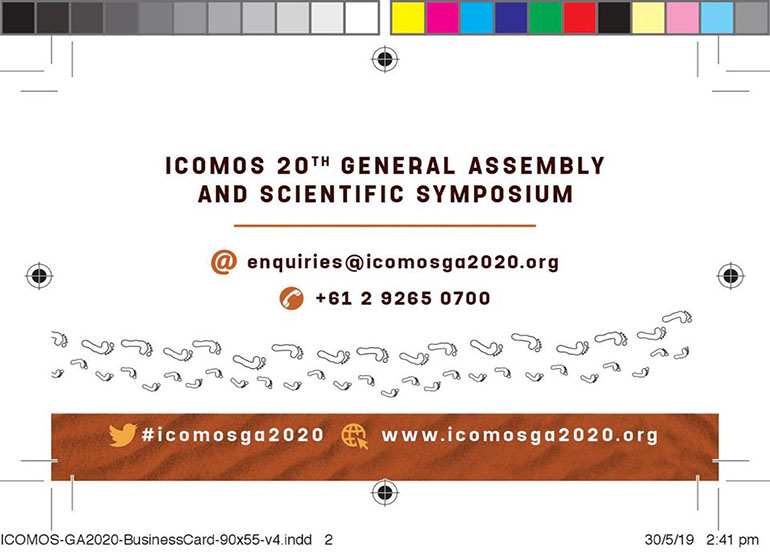 ICOMOS 20TH GENERAL ASSEMBLY
AND SCIENTIFIC SYMPOSIUM
enquiries@icomosga2020.org
+61 2 9265 0700
#icomosga2020 www.icomosga2020.org
ICOMOS-GA2020-BusinessCard-90x55-v4.indd 2 30/5/19 2:41 pm